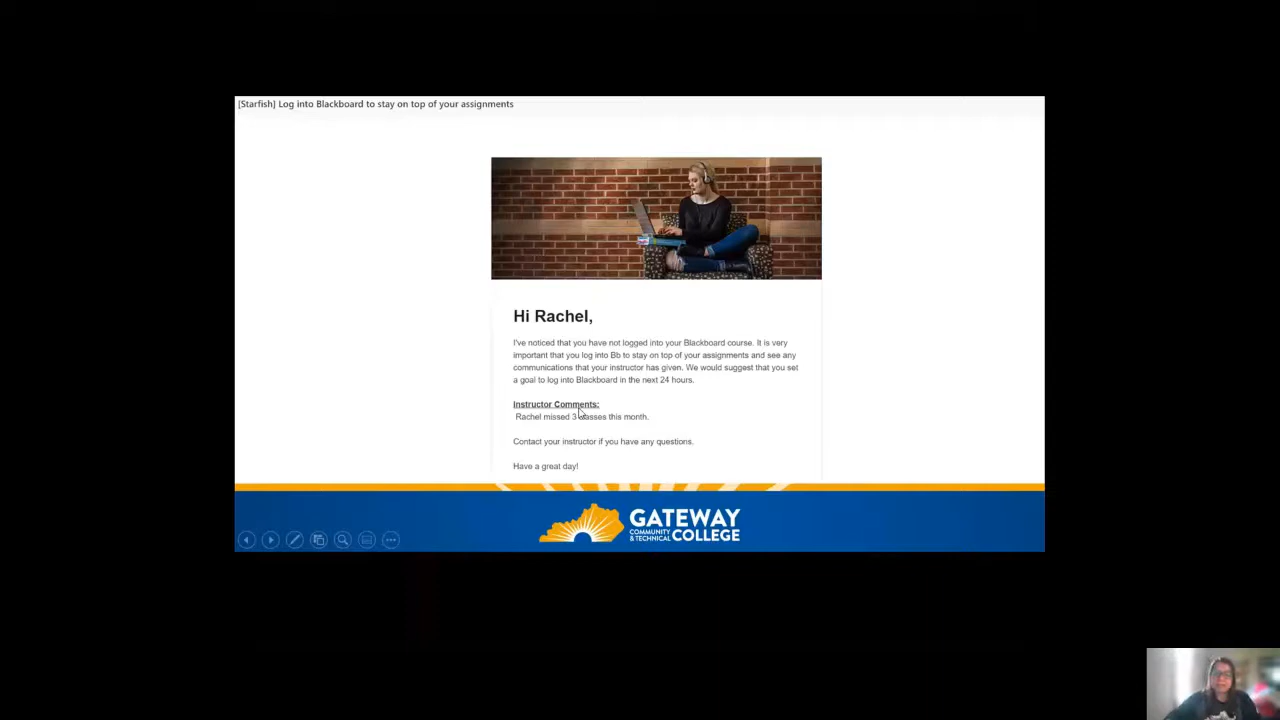 [Starfish] Log into Blackboard to stay on top of your assignments
Hi Rachel,
I've noticed that you have not logged into your Blackboard course. It is very
important that you log into Bb to stay on top of your assignments and see any
communications that your instructor has given. We would suggest that you set
a goal to log into Blackboard in the next 24 hours.
Instructor Comments:
Rachel missed 3 classes this month.
Contact your instructor if you have any questions.
Have a great day!
GATEWAY
COMMUNITY
& TECHNICAL
COLLEGE